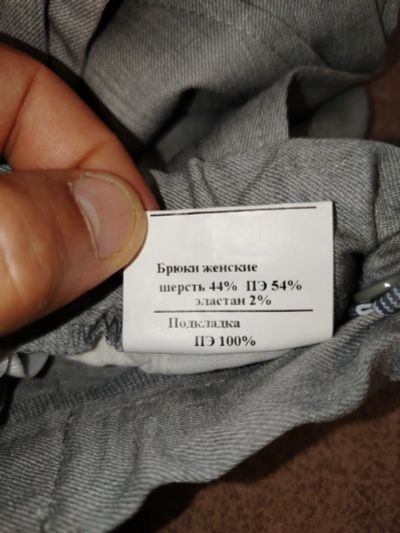 Брюки женские
шерсть 44% ПЭ 54%
эластан 2%
Подкладка
ПЭ 100%